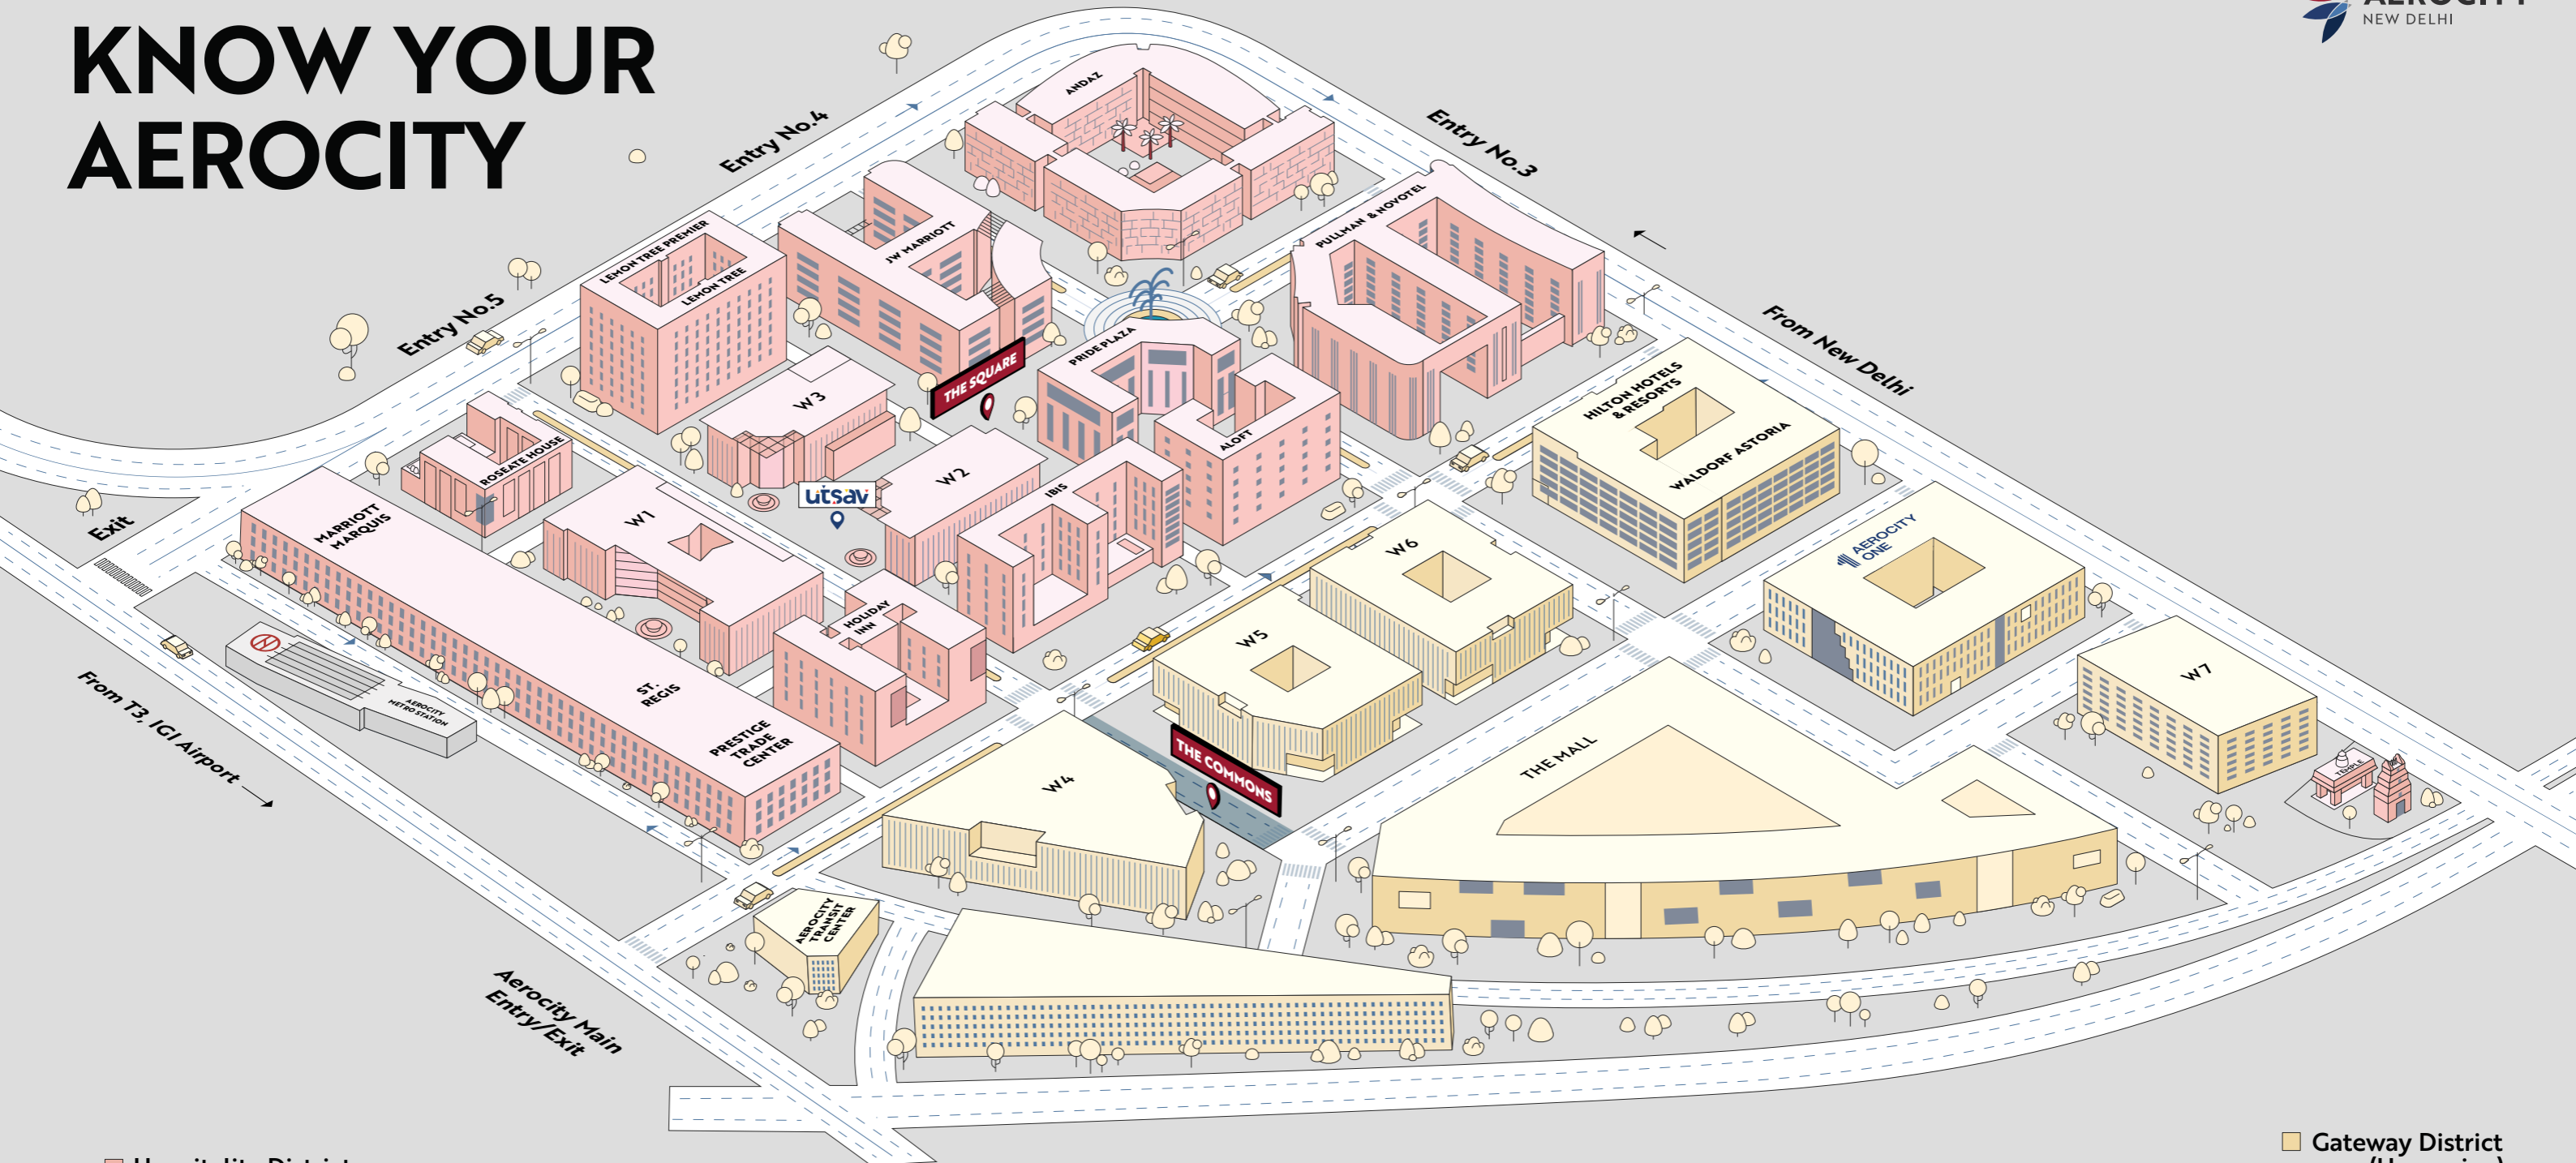 KNOW YOUR
AEROCITY
AEROCITY
NEW DELHI
Entry No.4
Entry No.3
Entry No.5
From New Delhi
Exit
From T3, IGI Airport
Aerocity Main
Entry/Exit
ANDAZ
PULLMAN & NOVOTEL
JW MARRIOTT
LEMON TREE PREMIER
LEMON TREE
THE SQUARE
PRIDE PLAZA
ALOFT
W3
W2
IBIS
utsav
ROSEATE HOUSE
W1
HOLIDAY
INN
MARRIOTT
MARQUIS
ST.
REGIS
PRESTIGE
TRADE
CENTER
AEROCITY
METRO STATION
HILTON HOTELS
& RESORTS
WALDORF ASTORIA
AEROCITY
ONE
W6
W5
W7
TEMPLE
THE MALL
THE COMMONS
W4
AEROCITY
TRANSIT
CENTER
Hospitality District
Gateway District